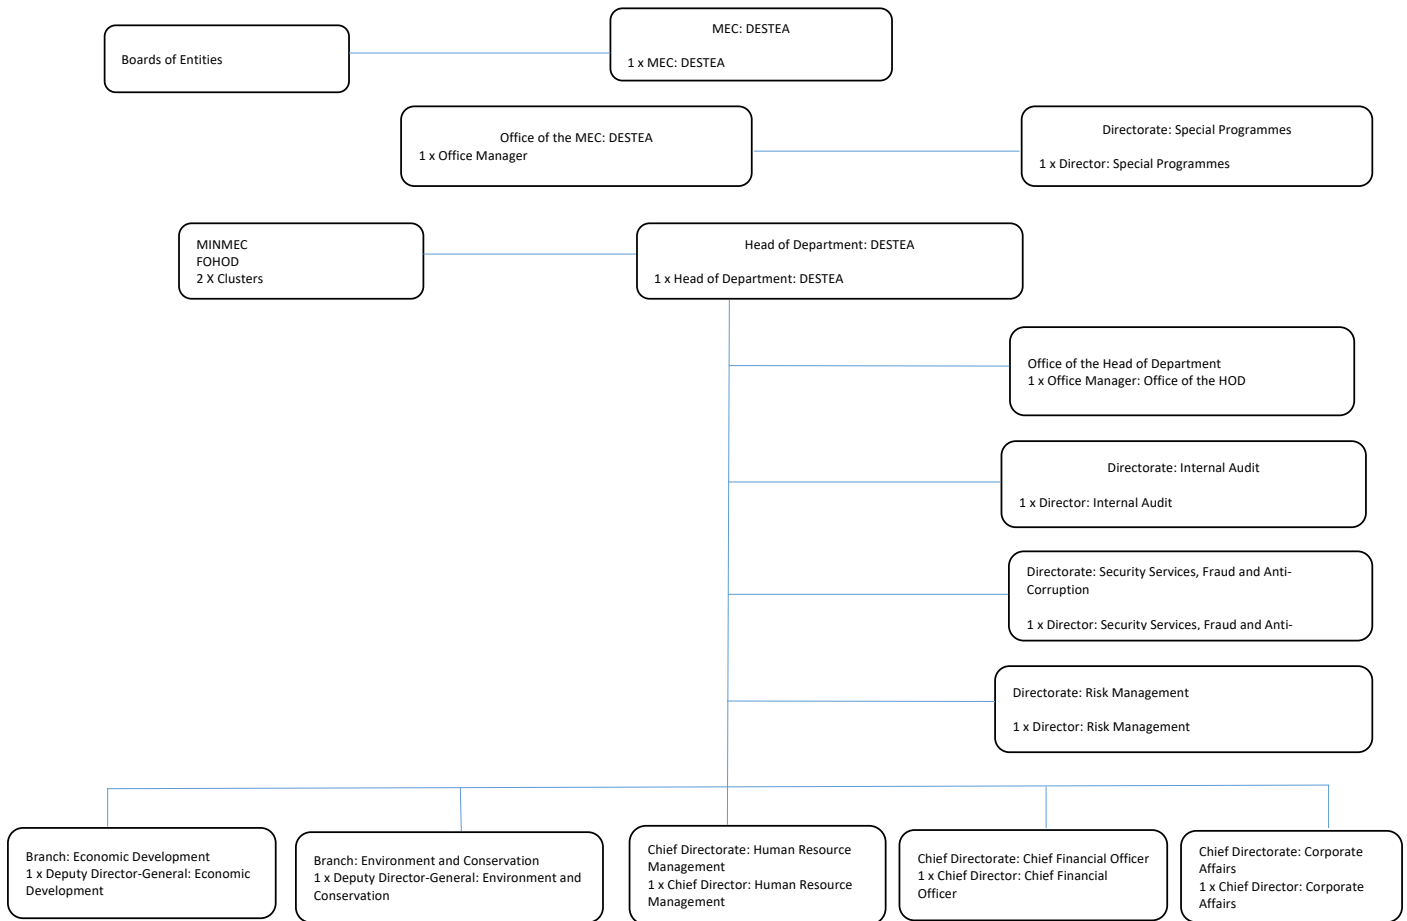 MEC: DESTEA
Boards of Entities
1 x MEC: DESTEA
Office of the MEC: DESTEA
1 x Office Manager
Directorate: Special Programmes
1 x Director: Special Programmes
MINMEC
FOHOD
2 X Clusters
Head of Department: DESTEA
1 x Head of Department: DESTEA
Office of the Head of Department
1 x Office Manager: Office of the HOD
Directorate: Internal Audit
1 x Director: Internal Audit
Directorate: Security Services, Fraud and Anti-
Corruption
1 x Director: Security Services, Fraud and Anti-
Directorate: Risk Management
1 x Director: Risk Management
Branch: Economic Development
1 x Deputy Director-General: Economic
Development
Branch: Environment and Conservation
1 x Deputy Director-General: Environment and
Conservation
Chief Directorate: Human Resource
Management
1 x Chief Director: Human Resource
Management
Chief Directorate: Chief Financial Officer
1 x Chief Director: Chief Financial
Officer
Chief Directorate: Corporate
Affairs
1 x Chief Director: Corporate
Affairs